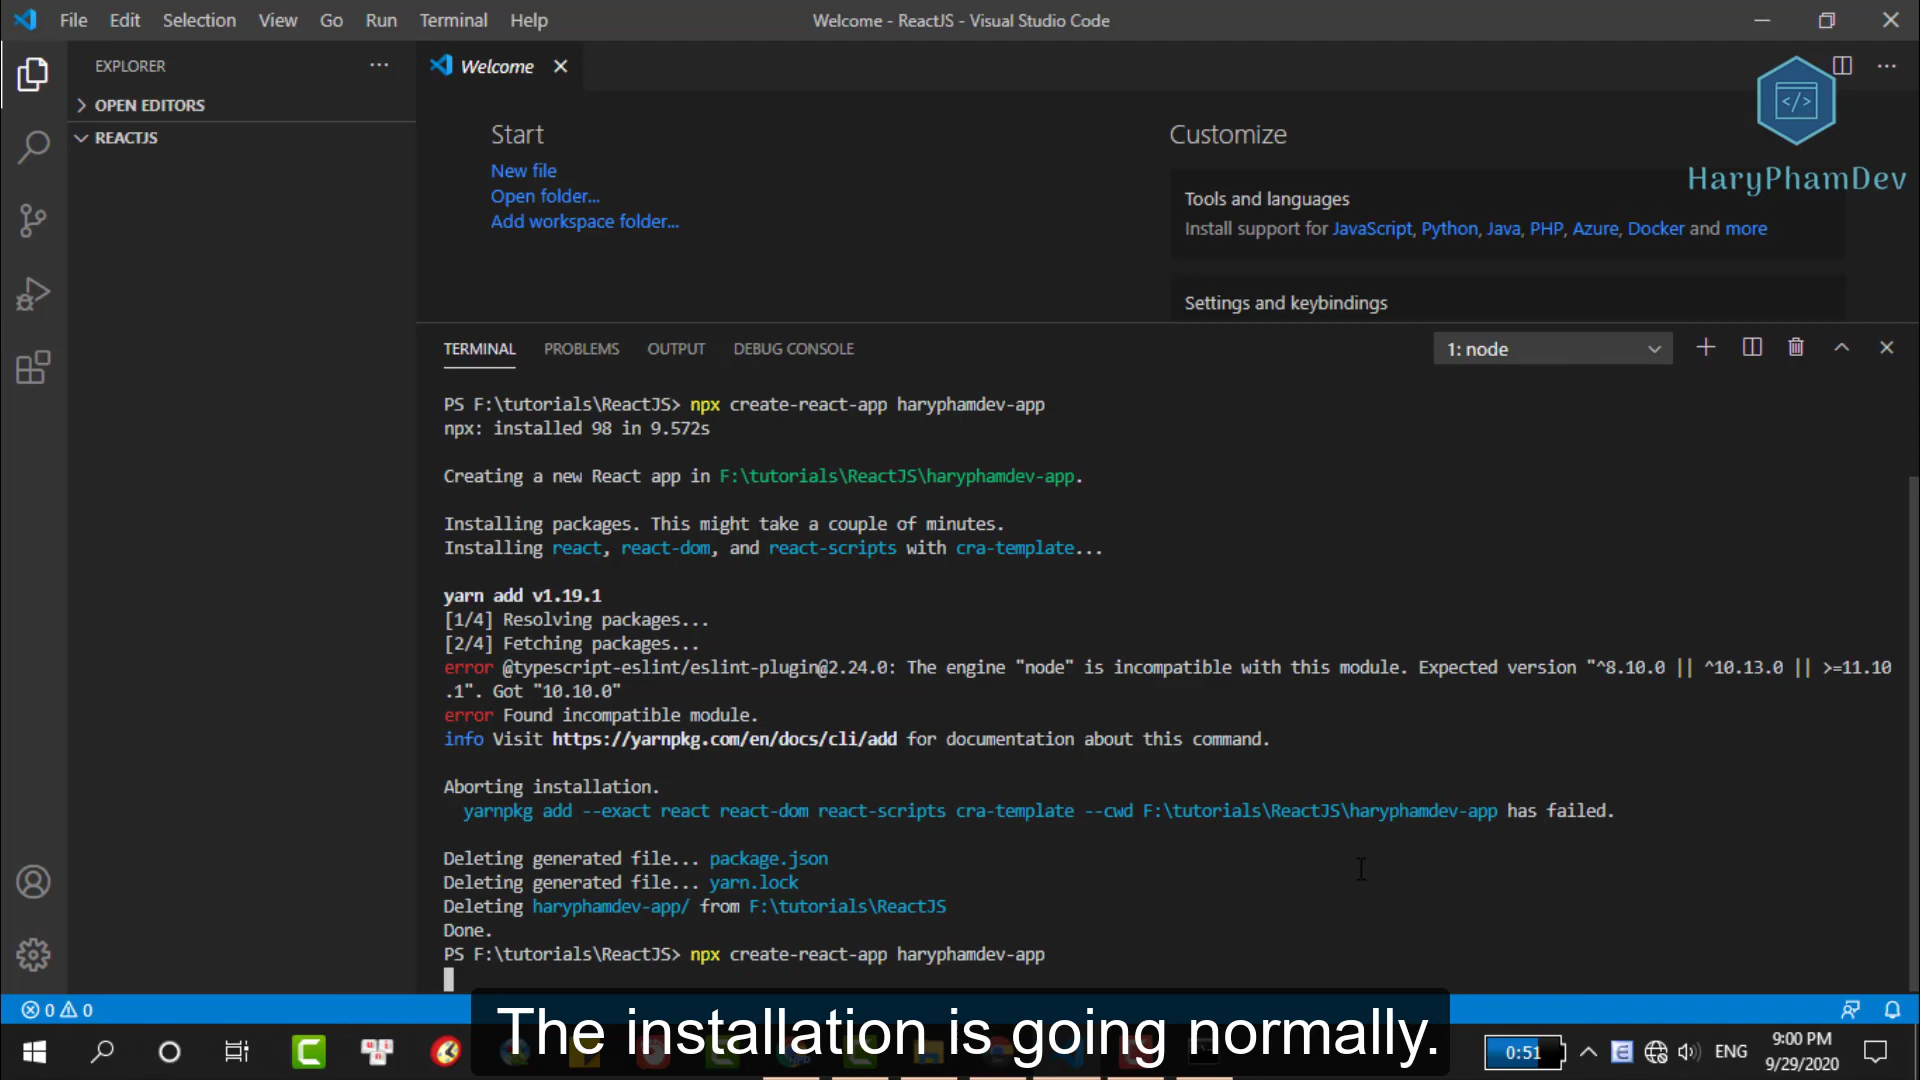 File Edit Selection View Go Run Terminal Help
Welcome - ReactJS - Visual Studio Code
EXPLORER
OPEN EDITORS
REACTJS
Welcome
Start
New file
Open folder...
Add workspace folder...
Customize
Tools and languages
Install support for JavaScript, Python, Java, PHP, Azure, Docker and more
Settings and keybindings
</>
HaryPhamDev
TERMINAL PROBLEMS OUTPUT DEBUG CONSOLE
1: node
PS F:\tutorials\ReactJS> npx create-react-app haryphamdev-app
npx: installed 98 in 9.572s
Creating a new React app in F:\tutorials\ReactJS\haryphamdev-app.
Installing packages. This might take a couple of minutes.
Installing react, react-dom, and react-scripts with cra-template...
yarn add v1.19.1
[1/4] Resolving packages...
[2/4] Fetching packages...
error @typescript-eslint/eslint-plugin@2.24.0: The engine "node" is incompatible with this module. Expected version "^8.10.0 || ^10.13.0 || >=11.10
.1". Got "10.10.0"
error Found incompatible module.
info Visit https://yarnpkg.com/en/docs/cli/add for documentation about this command.
Aborting installation.
yarnpkg add --exact react react-dom react-scripts cra-template --cwd F:\tutorials\ReactJS\haryphamdev-app has failed.
Deleting generated file... package.json
Deleting generated file... yarn.lock
Deleting haryphamdev-app/ from F:\tutorials\ReactJS
Done.
PS F:\tutorials\ReactJS> npx create-react-app haryphamdev-app
0 0
The installation is going normally.
0:51
ENG
9:00 PM
9/29/2020